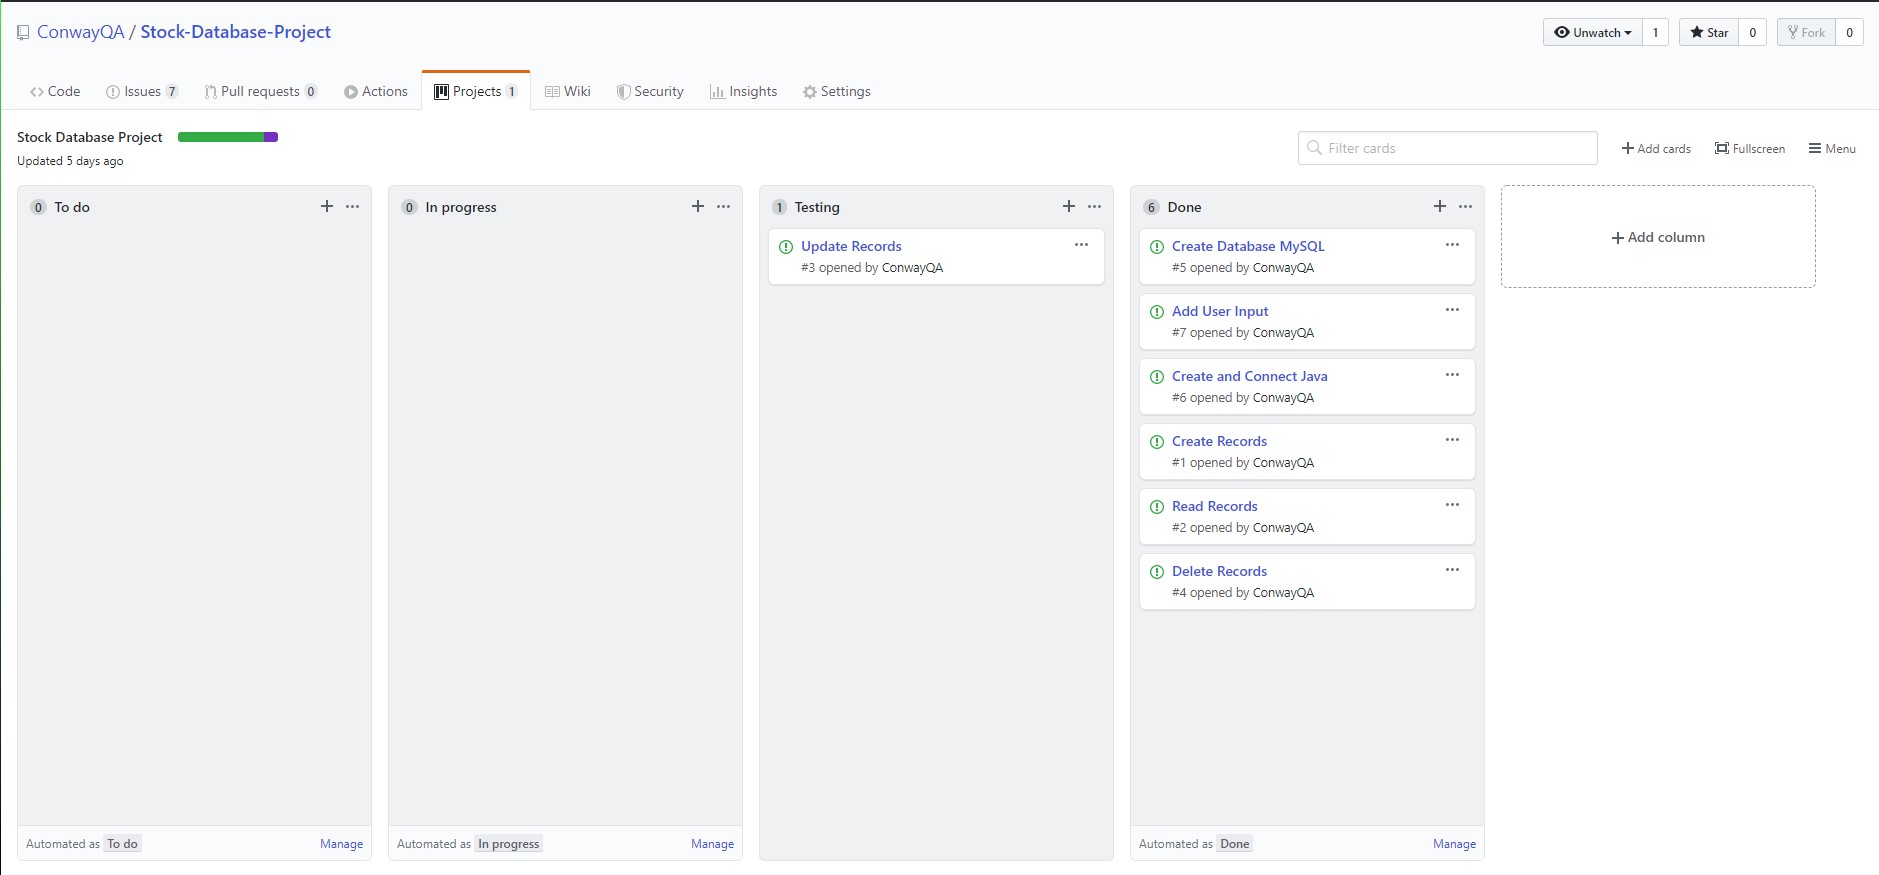 ConwayQA / Stock-Database-Project
Unwatch 1 Star 0 Fork 0
Code Issues 7 Pull requests 0 Actions Projects 1 Wiki Security Insights Settings
Stock Database Project
Updated 5 days ago
Filter cards
Add cards Fullscreen Menu
0 To do
Automated as To do Manage
0 In progress
Automated as In progress Manage
1 Testing
Update Records
#3 opened by ConwayQA
6 Done
Create Database MySQL
#5 opened by ConwayQA
Add User Input
#7 opened by ConwayQA
Create and Connect Java
#6 opened by ConwayQA
Create Records
#1 opened by ConwayQA
Read Records
#2 opened by ConwayQA
Delete Records
#4 opened by ConwayQA
Automated as Done Manage
+ Add column